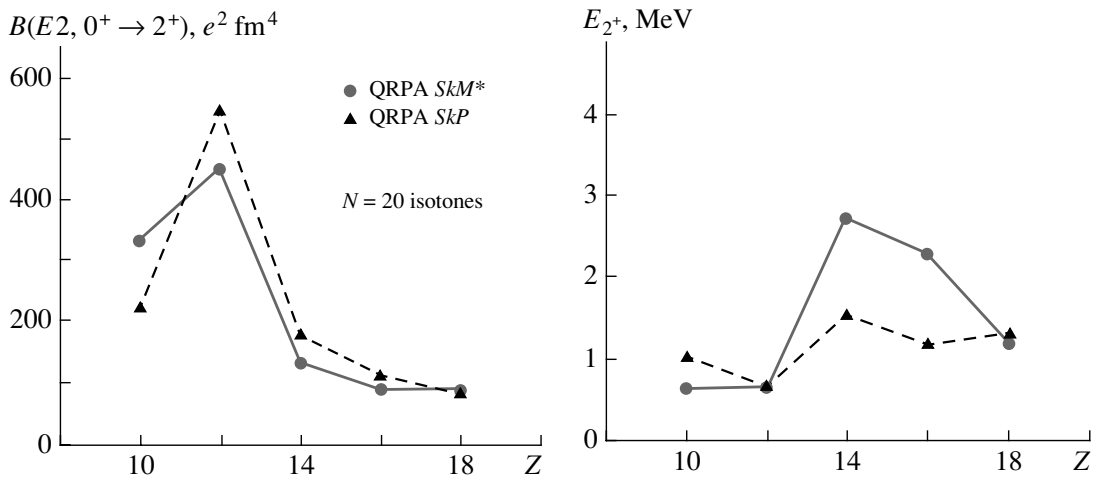 B(E2, 0⁺ → 2⁺), e² fm⁴
600
400
200
0
10
14
18
Z
QRPA SkM*
QRPA SkP
N = 20 isotones
E₂⁺, MeV
4
3
2
1
0
10
14
18
Z